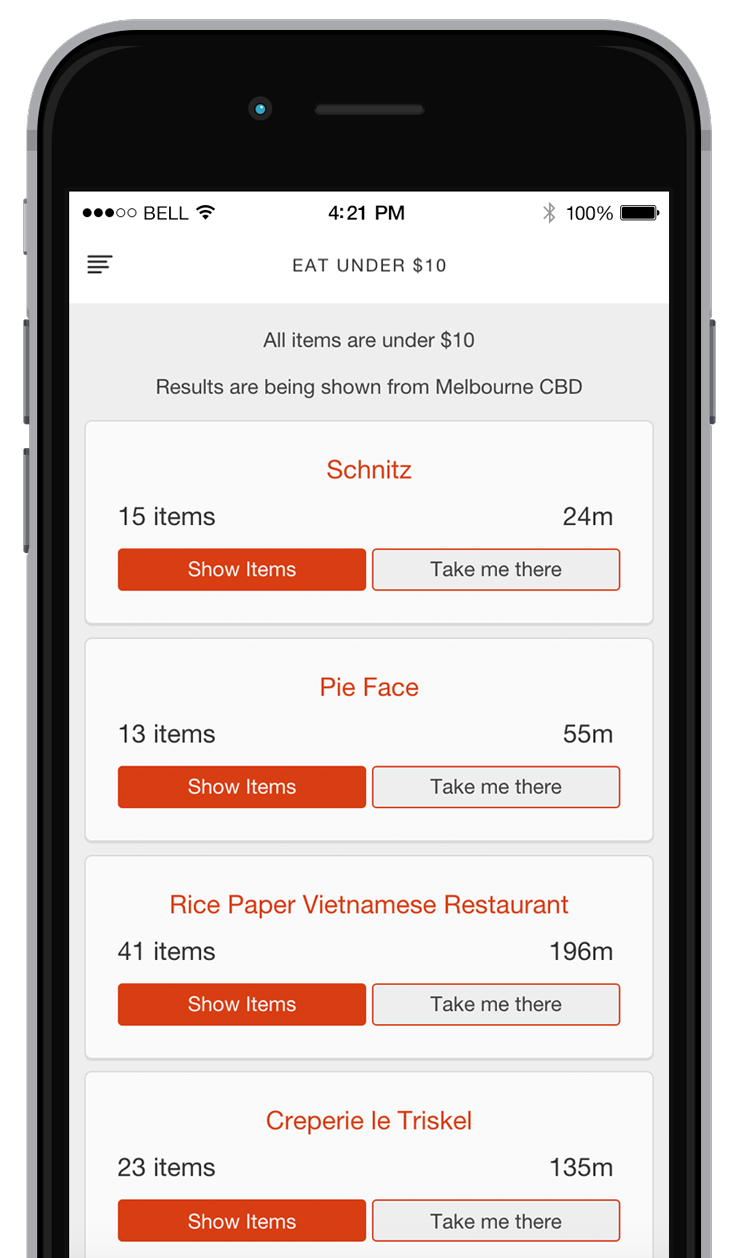 BELL 4:21 PM 100%
EAT UNDER $10
All items are under $10
Results are being shown from Melbourne CBD
Schnitz
15 items 24m
Show Items Take me there
Pie Face
13 items 55m
Show Items Take me there
Rice Paper Vietnamese Restaurant
41 items 196m
Show Items Take me there
Creperie le Triskel
23 items 135m
Show Items Take me there